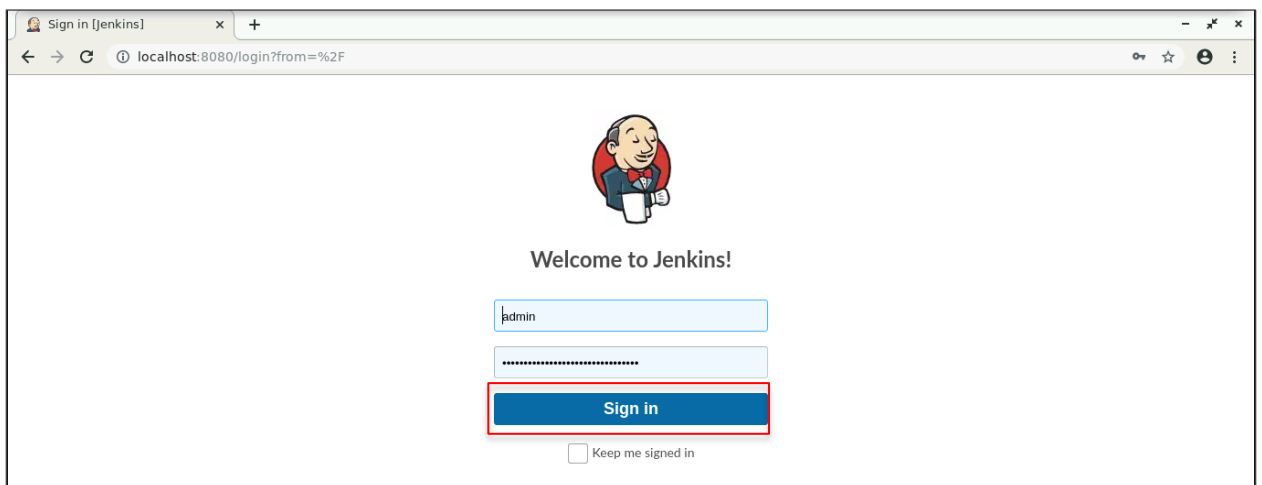 Sign in [Jenkins]
localhost:8080/login?from=%2F
Welcome to Jenkins!
admin
••••••••••••••••••••••••••••••••
Sign in
Keep me signed in